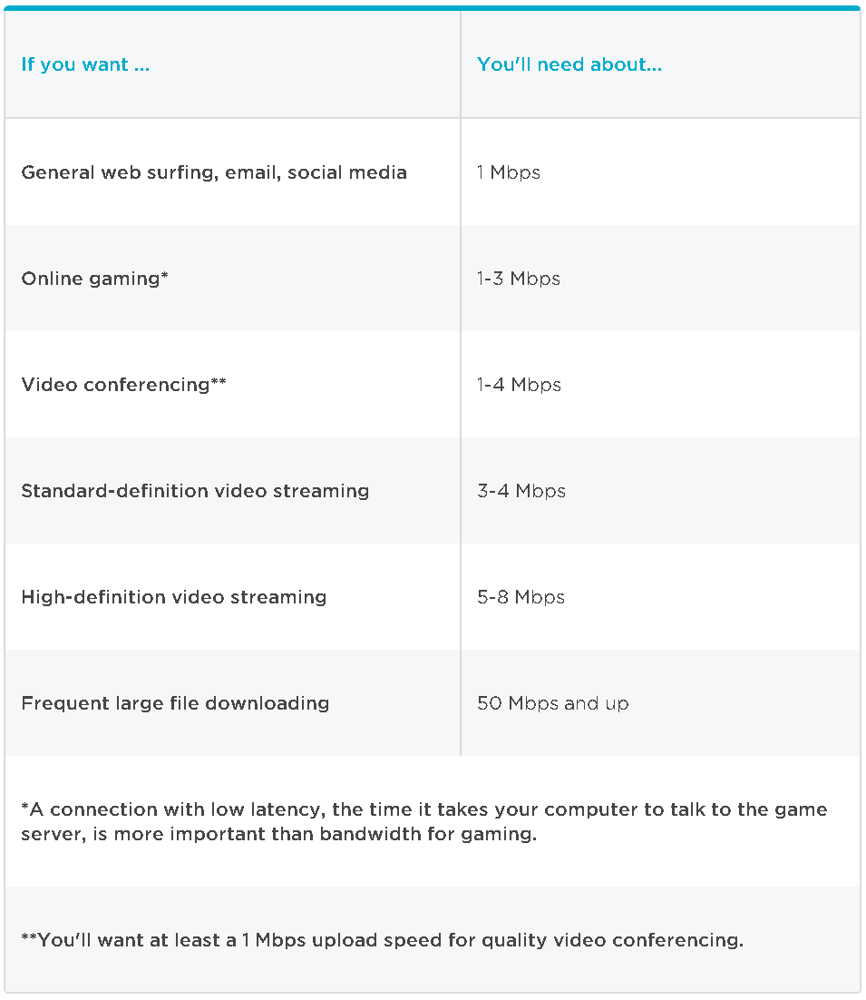 If you want ...
You'll need about...
General web surfing, email, social media
1 Mbps
Online gaming*
1-3 Mbps
Video conferencing**
1-4 Mbps
Standard-definition video streaming
3-4 Mbps
High-definition video streaming
5-8 Mbps
Frequent large file downloading
50 Mbps and up
*A connection with low latency, the time it takes your computer to talk to the game
server, is more important than bandwidth for gaming.
**You'll want at least a 1 Mbps upload speed for quality video conferencing.